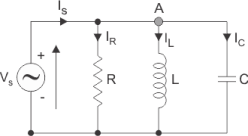 Is A
IR IL IC
+
Vs R L C
-